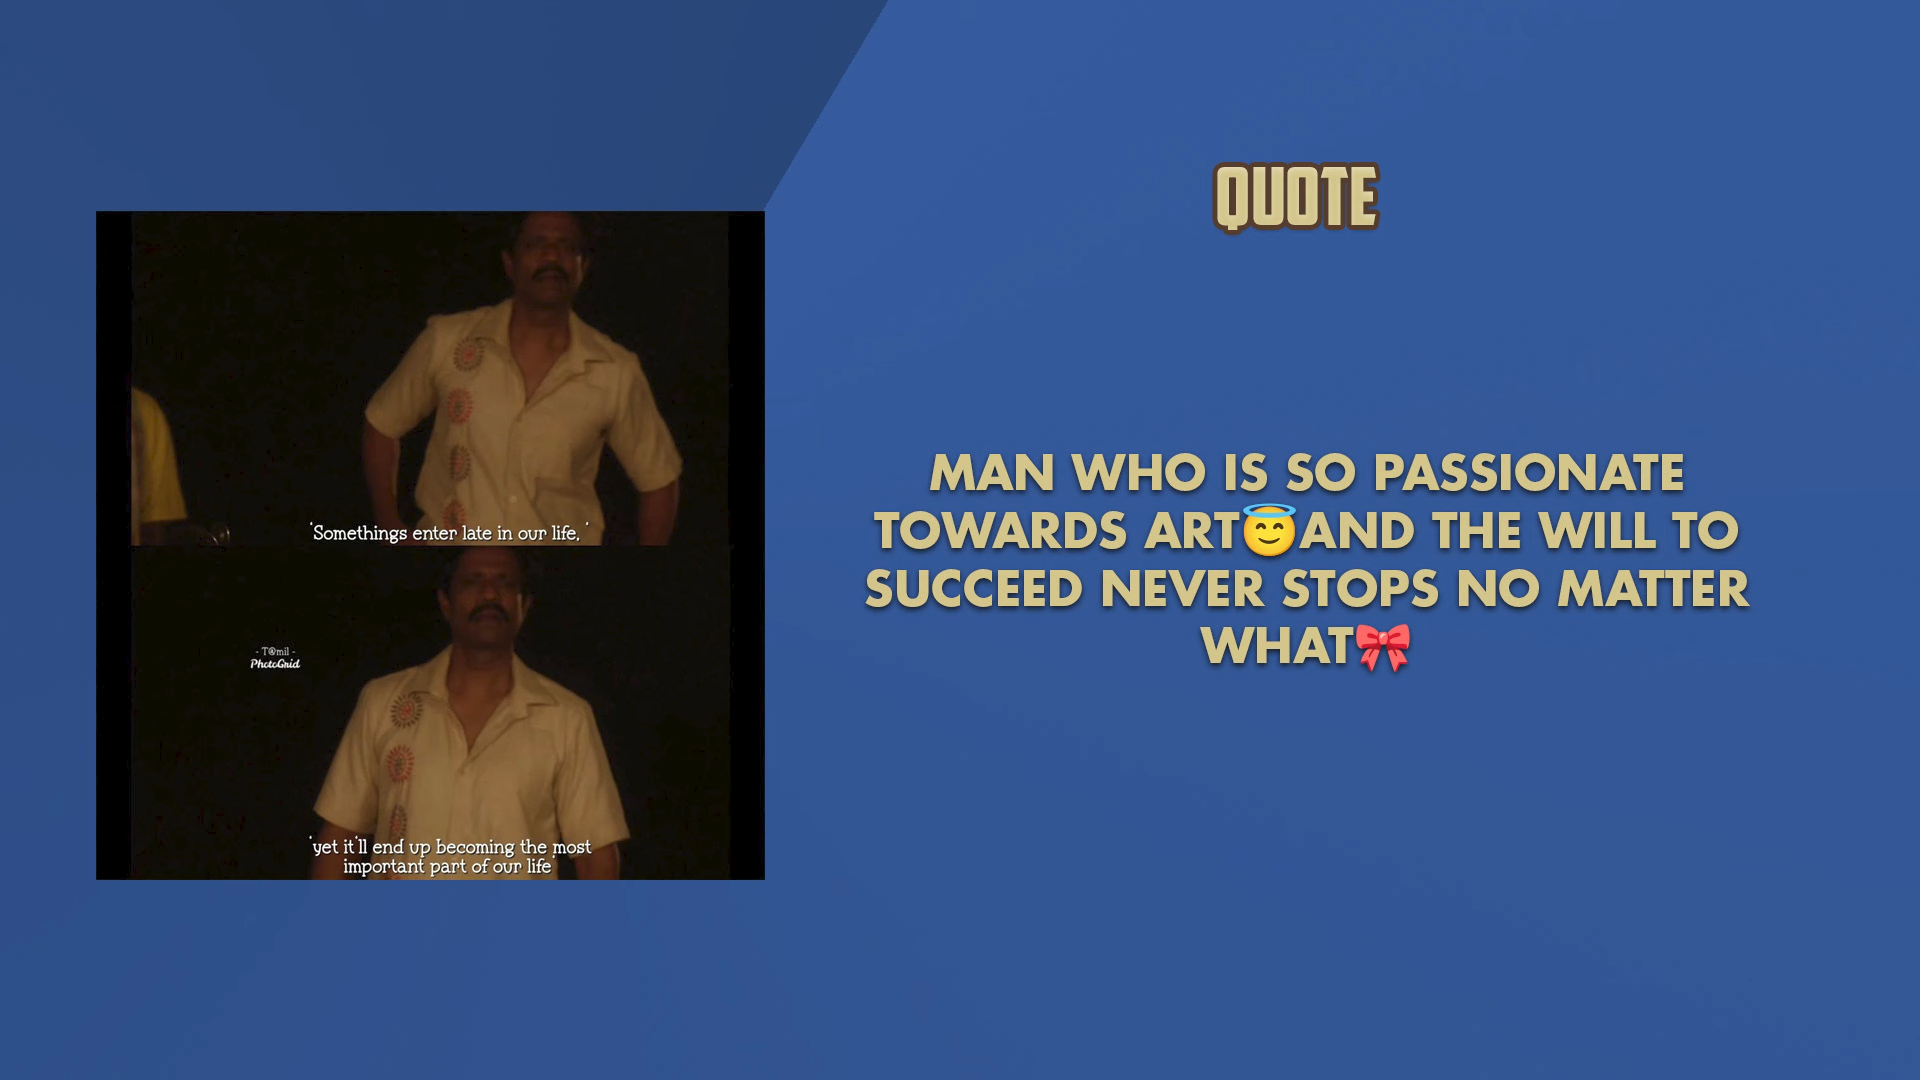 QUOTE
'Somethings enter late in our life, '
- T@mil -
PhotoGrid
'yet it'll end up becoming the most
important part of our life'
MAN WHO IS SO PASSIONATE
TOWARDS ART😇AND THE WILL TO
SUCCEED NEVER STOPS NO MATTER
WHAT🎀